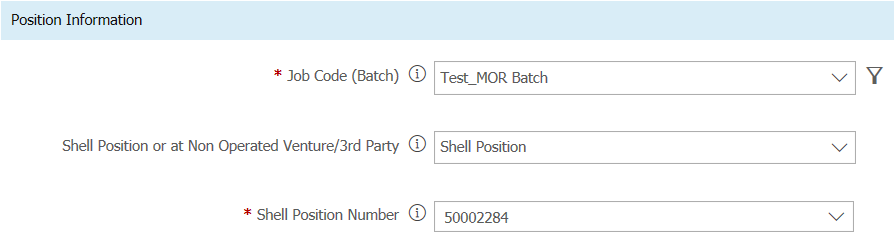 Position Information
* Job Code (Batch) Test_MOR Batch
Shell Position or at Non Operated Venture/3rd Party Shell Position
* Shell Position Number 50002284